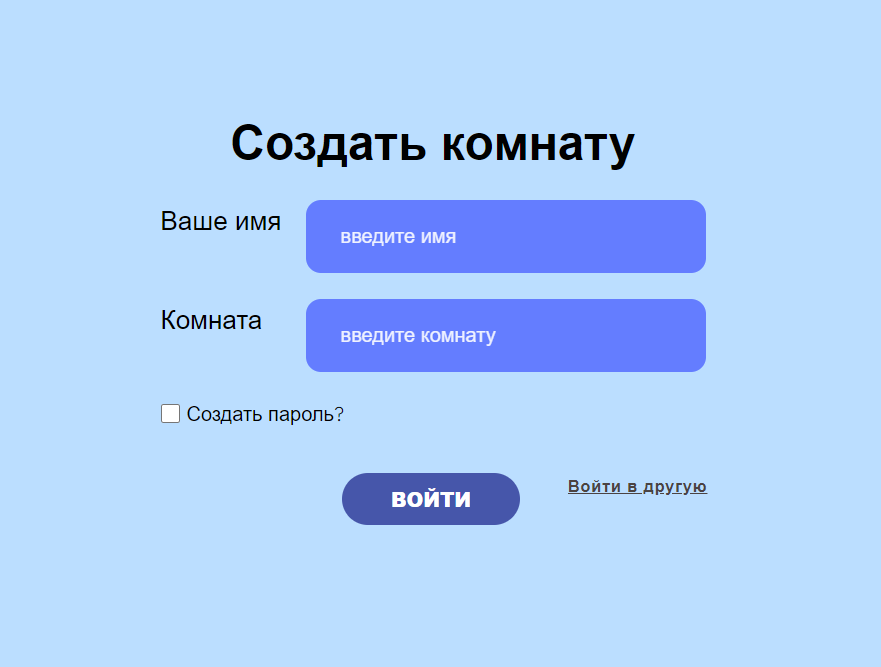 Создать комнату
Ваше имя
введите имя
Комната
введите комнату
Создать пароль?
войти
Войти в другую